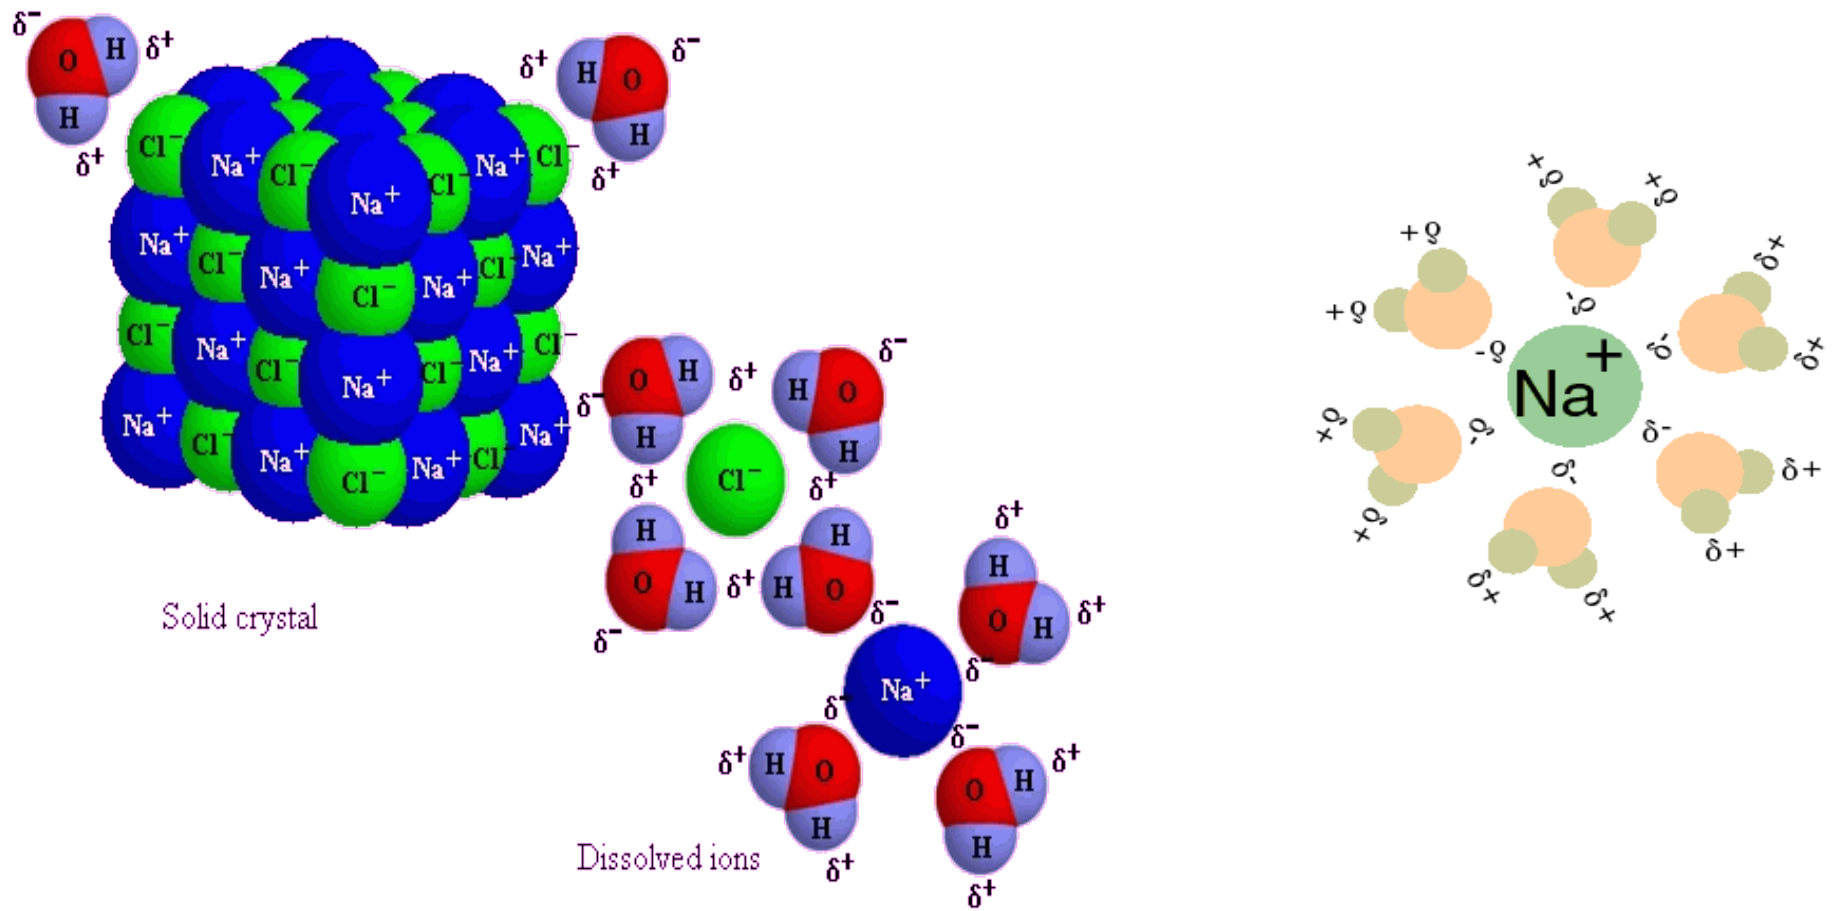 δ⁻ O H δ⁺
H
δ⁺
δ⁺ H O δ⁻
H
δ⁺
Cl⁻ Na⁺ Cl⁻ Na⁺ Cl⁻ Na⁺ Cl⁻
Na⁺ Cl⁻ Na⁺ Cl⁻ Na⁺ Cl⁻ Na⁺
Cl⁻ Na⁺ Cl⁻ Na⁺ Cl⁻ Na⁺ Cl⁻
Na⁺ Cl⁻ Na⁺ Cl⁻ Na⁺ Cl⁻ Na⁺
Solid crystal
O H δ⁺ H O δ⁻
δ⁻ H H
δ⁺ Cl⁻ δ⁺
H H
O H δ⁺ H O
δ⁻ δ⁻
δ⁺
H
O H δ⁺
δ⁻
Na⁺
δ⁻ δ⁻
δ⁺ H O O H δ⁺
H H
δ⁺ δ⁺
Dissolved ions
δ+ δ+
δ+ δ+
δ+ δ- δ+
δ- δ-
Na⁺
δ+ δ- δ- δ+
δ+ δ- δ+
δ+ δ+